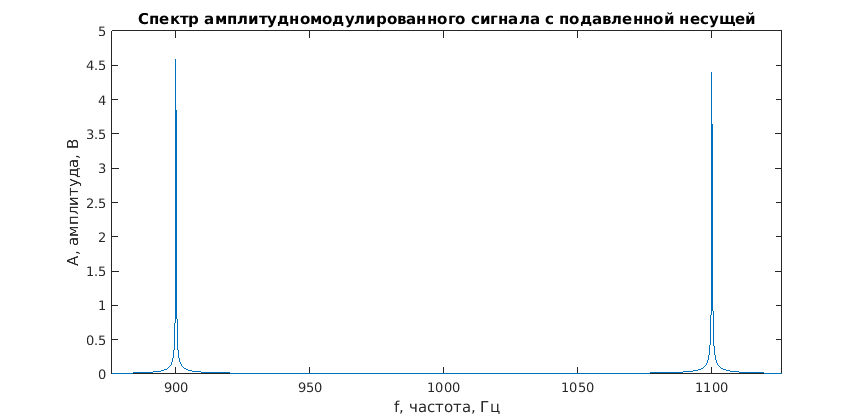 Спектр амплитудномодулированного сигнала с подавленной несущей
5
4.5
4
3.5
3
2.5
2
1.5
1
0.5
0
А, амплитуда, В
900 950 1000 1050 1100
f, частота, Гц